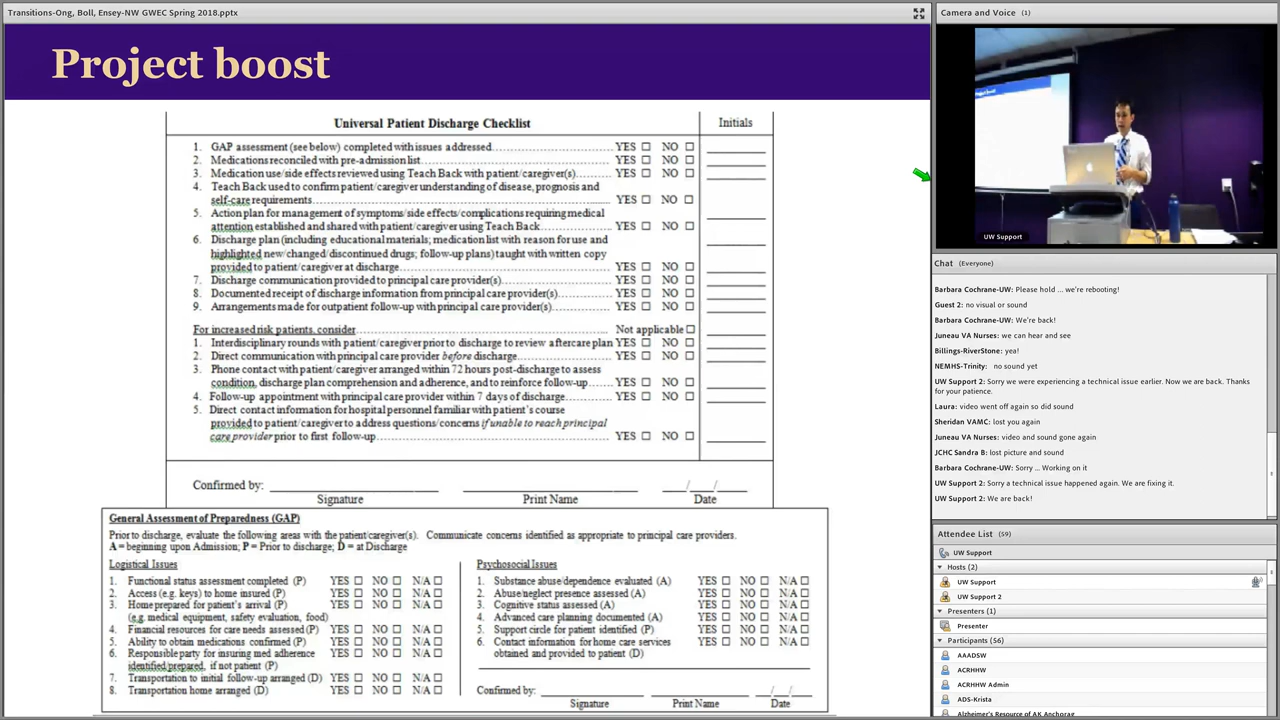 Transitions-Ong, Boll, Ensey-NW GWEC Spring 2018.pptx
Project boost
Universal Patient Discharge Checklist
Initials
1. GAP assessment (see below) completed with issues addressed YES ☐ NO ☐
2. Medications reconciled with pre-admission list YES ☐ NO ☐
3. Medication use/side effects reviewed using Teach Back with patient/caregiver(s) YES ☐ NO ☐
4. Teach Back used to confirm patient/caregiver understanding of disease, prognosis and
self-care requirements YES ☐ NO ☐
5. Action plan for management of symptoms/side effects/complications requiring medical
attention established and shared with patient/caregiver using Teach Back YES ☐ NO ☐
6. Discharge plan (including educational materials; medication list with reason for use and
highlighted new/changed/discontinued drugs; follow-up plans) taught with written copy
provided to patient/caregiver at discharge YES ☐ NO ☐
7. Discharge communication provided to principal care provider(s) YES ☐ NO ☐
8. Documented receipt of discharge information from principal care provider(s) YES ☐ NO ☐
9. Arrangements made for outpatient follow-up with principal care provider(s) YES ☐ NO ☐
For increased risk patients, consider Not applicable ☐
1. Interdisciplinary rounds with patient/caregiver prior to discharge to review aftercare plan YES ☐ NO ☐
2. Direct communication with principal care provider before discharge YES ☐ NO ☐
3. Phone contact with patient/caregiver arranged within 72 hours post-discharge to assess
condition, discharge plan comprehension and adherence, and to reinforce follow-up YES ☐ NO ☐
4. Follow-up appointment with principal care provider within 7 days of discharge YES ☐ NO ☐
5. Direct contact information for hospital personnel familiar with patient's course
provided to patient/caregiver to address questions/concerns if unable to reach principal
care provider prior to first follow-up YES ☐ NO ☐
Confirmed by:
Signature Print Name Date
General Assessment of Preparedness (GAP)
Prior to discharge, evaluate the following areas with the patient/caregiver(s). Communicate concerns identified as appropriate to principal care providers.
A = beginning upon Admission; P = Prior to discharge; D = at Discharge
Logistical Issues
1. Functional status assessment completed (P) YES ☐ NO ☐ N/A ☐
2. Access (e.g. keys) to home insured (P) YES ☐ NO ☐ N/A ☐
3. Home prepared for patient's arrival (P) YES ☐ NO ☐ N/A ☐
(e.g. medical equipment, safety evaluation, food)
4. Financial resources for care needs assessed (P) YES ☐ NO ☐ N/A ☐
5. Ability to obtain medications confirmed (P) YES ☐ NO ☐ N/A ☐
6. Responsible party for insuring med adherence YES ☐ NO ☐ N/A ☐
identified/prepared, if not patient (P)
7. Transportation to initial follow-up arranged (D) YES ☐ NO ☐ N/A ☐
8. Transportation home arranged (D) YES ☐ NO ☐ N/A ☐
Psychosocial Issues
1. Substance abuse/dependence evaluated (A) YES ☐ NO ☐ N/A ☐
2. Abuse/neglect presence assessed (A) YES ☐ NO ☐ N/A ☐
3. Cognitive status assessed (A) YES ☐ NO ☐ N/A ☐
4. Advanced care planning documented (A) YES ☐ NO ☐ N/A ☐
5. Support circle for patient identified (P) YES ☐ NO ☐ N/A ☐
6. Contact information for home care services YES ☐ NO ☐ N/A ☐
obtained and provided to patient (D)
Confirmed by:
Signature Print Name Date
Camera and Voice (1)
Project boost
UW Support
Chat (Everyone)
Barbara Cochrane-UW: Please hold ... we're rebooting!
Guest 2: no visual or sound
Barbara Cochrane-UW: We're back!
Juneau VA Nurses: we can hear and see
Billings-RiverStone: yea!
NEMHS-Trinity: no sound yet
UW Support 2: Sorry we were experiencing a technical issue earlier. Now we are back. Thanks
for your patience.
Laura: video went off again so did sound
Sheridan VAMC: lost you again
Juneau VA Nurses: video and sound gone again
JCHC Sandra B: lost picture and sound
Barbara Cochrane-UW: Sorry ... Working on it
UW Support 2: Sorry a technical issue happened again. We are fixing it.
UW Support 2: We are back!
Attendee List (59)
UW Support
Hosts (2)
UW Support
UW Support 2
Presenters (1)
Presenter
Participants (56)
AAADSW
ACRHHW
ACRHHW Admin
ADS-Krista
Alzheimer's Resource of AK Anchorag